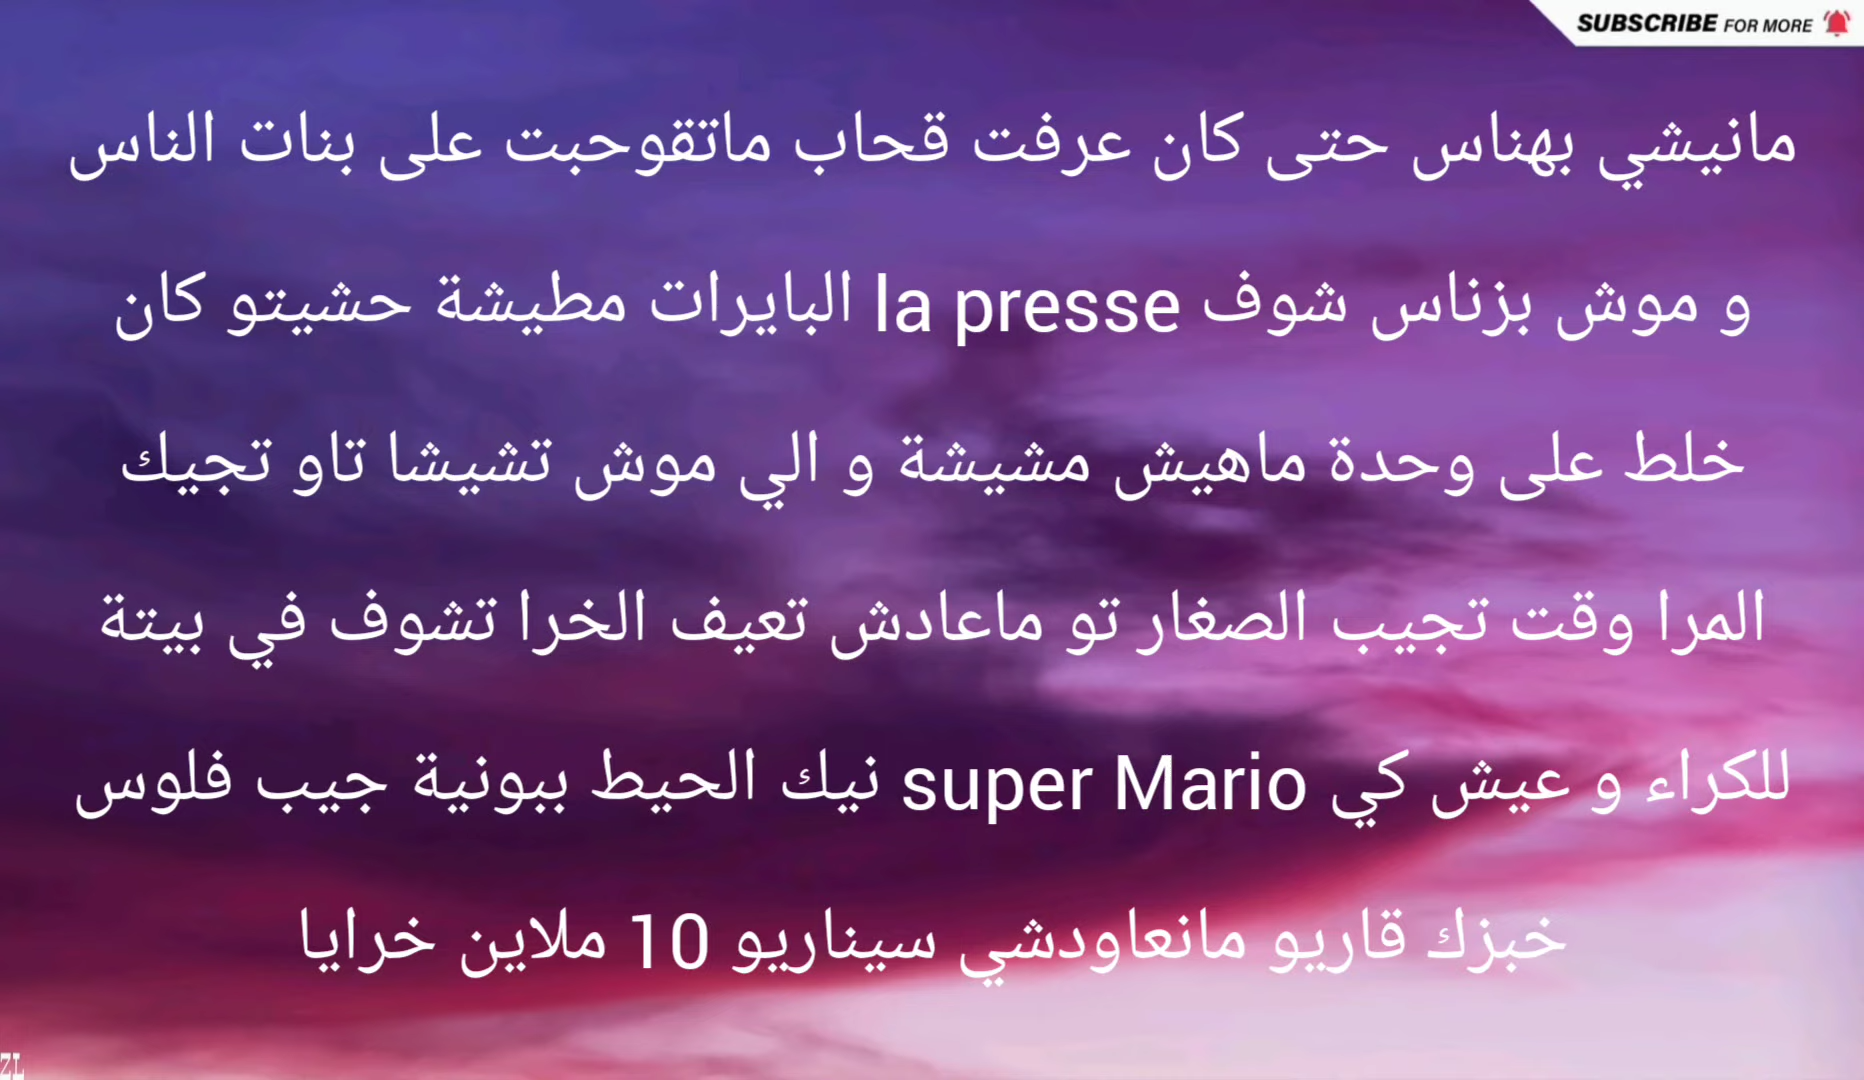 SUBSCRIBE FOR MORE
مانيشي بهناس حتى كان عرفت قحاب ماتقوحبت على بنات الناس
و موش بزناس شوف la presse البايرات مطيشة حشيتو كان
خلط على وحدة ماهيش مشيشة و الي موش تشيشا تاو تجيك
المرا وقت تجيب الصغار تو ماعادش تعيف الخرا تشوف في بيتة
للكراء و عيش كي super Mario نيك الحيط ببونية جيب فلوس
خبزك قاريو مانعاودشي سيناريو 10 ملاين خرايا
ZL